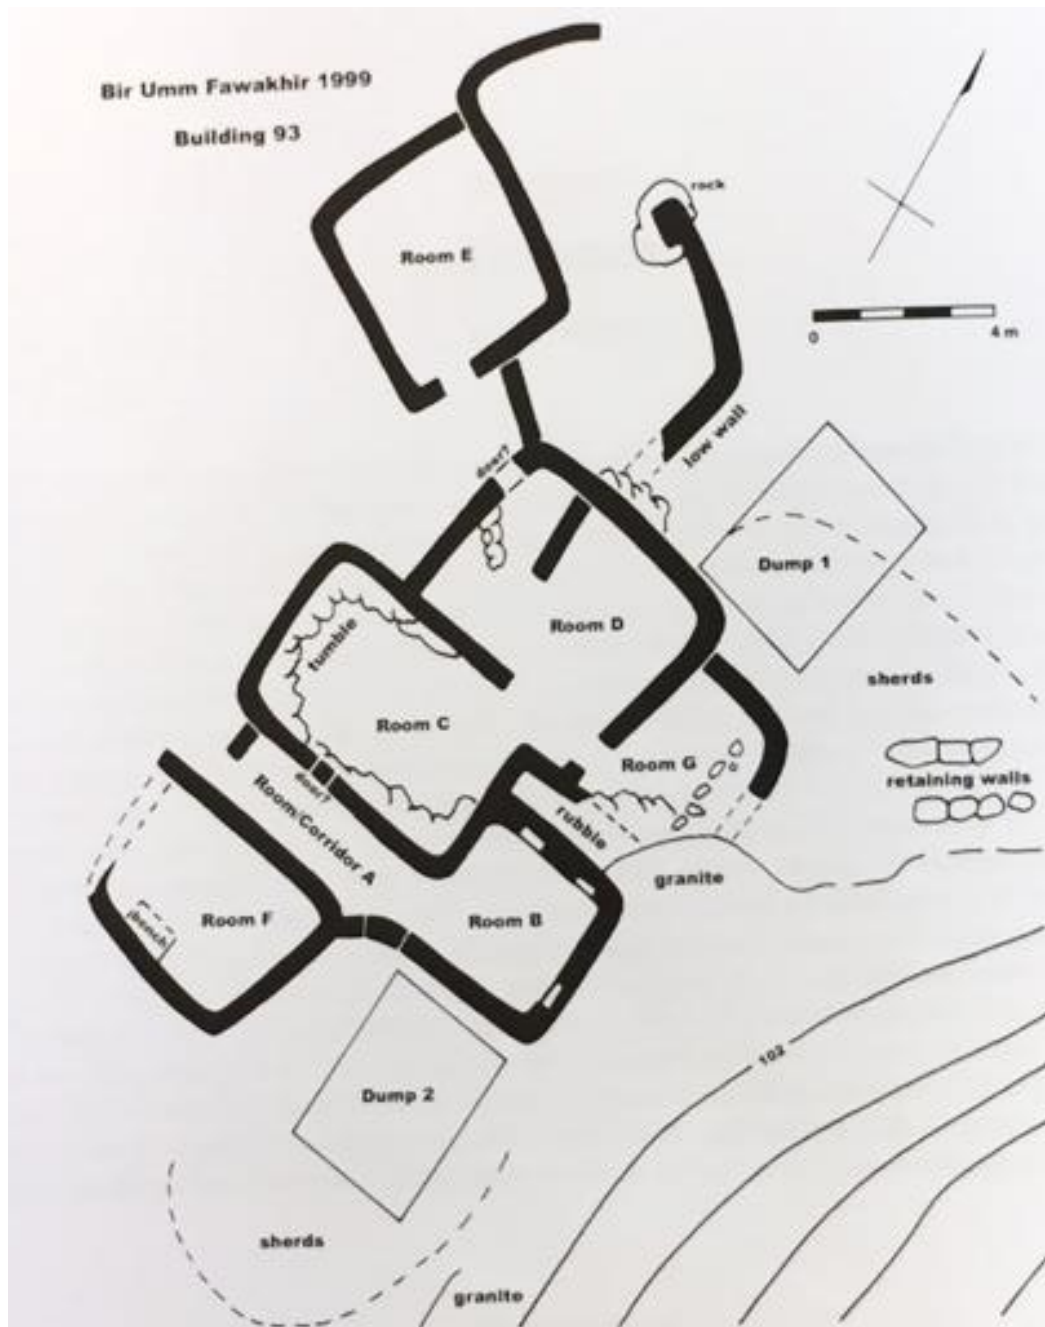 Bir Umm Fawakhir 1999
Building 93
rock
Room E
0
4 m
low wall
door?
Dump 1
Room D
tumble
sherds
Room C
Room G
retaining walls
door?
Room/Corridor A
rubble
granite
Room F
Room B
bench
102
Dump 2
sherds
granite